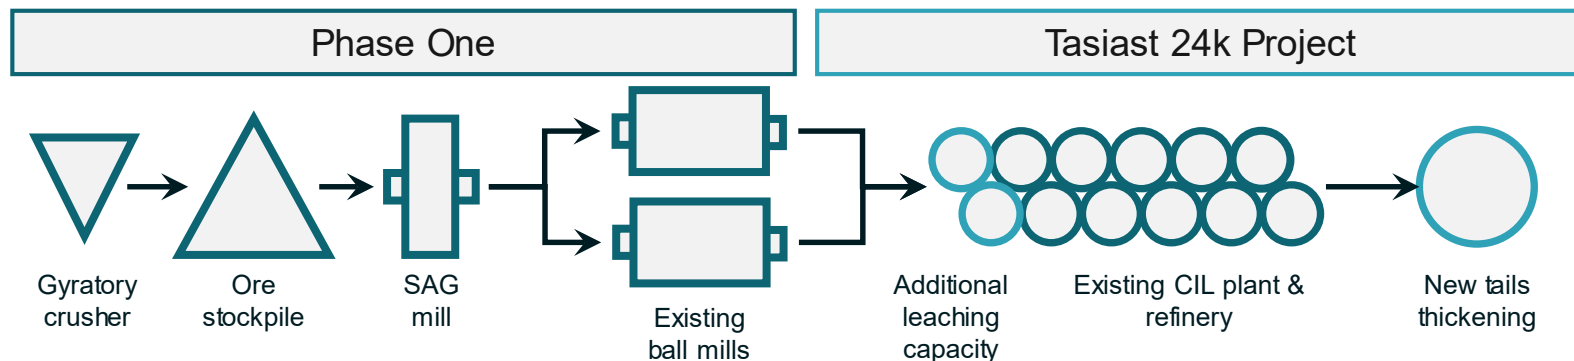 Phase One
Tasiast 24k Project
Gyratory
crusher
Ore
stockpile
SAG
mill
Existing
ball mills
Additional
leaching
capacity
Existing CIL plant &
refinery
New tails
thickening